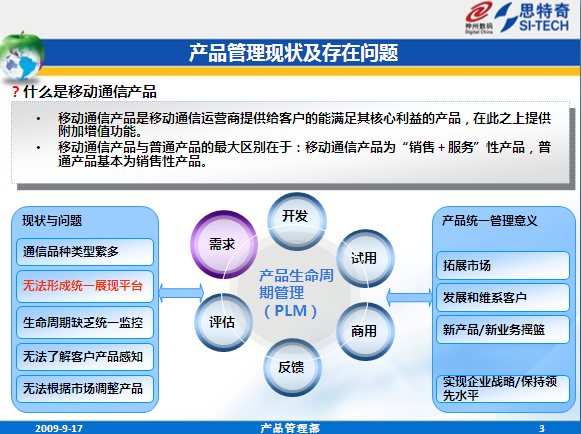 神州数码
Digital China
思特奇
SI-TECH
产品管理现状及存在问题
?什么是移动通信产品
• 移动通信产品是移动通信运营商提供给客户的能满足其核心利益的产品，在此之上提供
附加增值功能。
• 移动通信产品与普通产品的最大区别在于：移动通信产品为“销售＋服务”性产品，普
通产品基本为销售性产品。
现状与问题
通信品种类型繁多
无法形成统一展现平台
生命周期缺乏统一监控
无法了解客户产品感知
无法根据市场调整产品
需求
开发
试用
商用
反馈
评估
产品生命周
期管理
（PLM）
产品统一管理意义
拓展市场
发展和维系客户
新产品/新业务摇篮
实现企业战略/保持领
先水平
2009-9-17
产品管理部
3